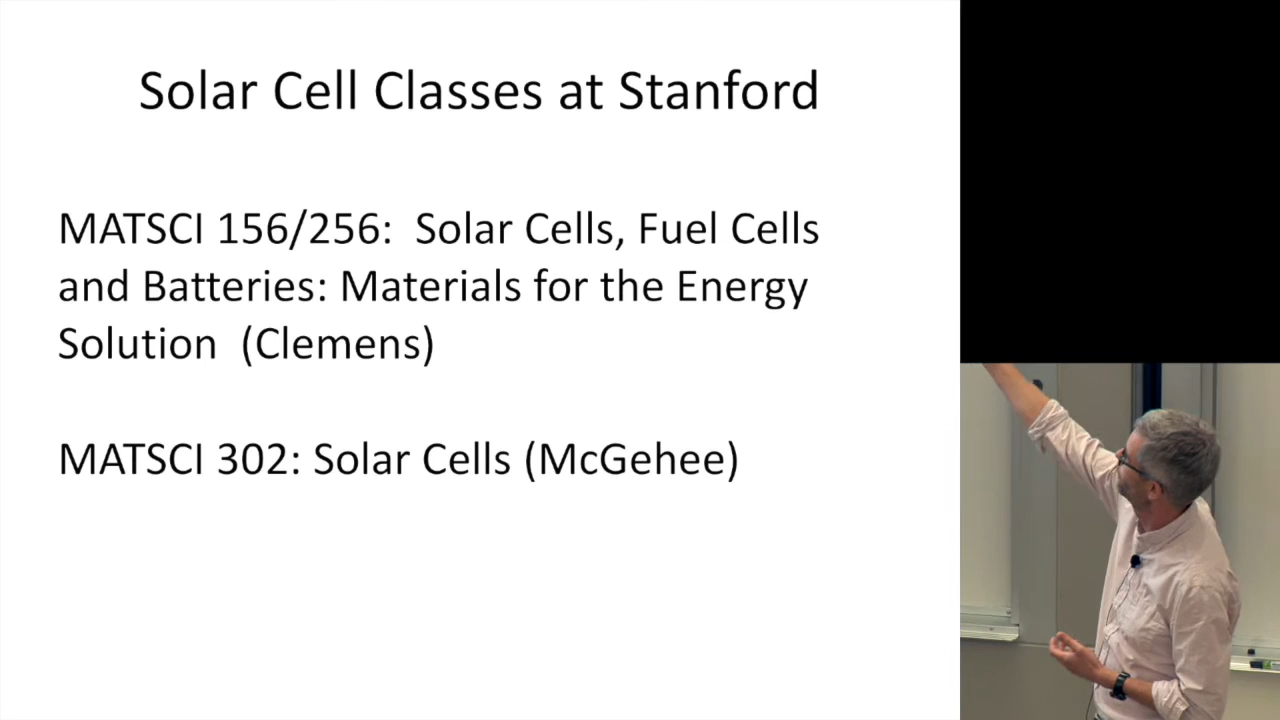 Solar Cell Classes at Stanford
MATSCI 156/256:  Solar Cells, Fuel Cells
and Batteries: Materials for the Energy
Solution  (Clemens)
MATSCI 302: Solar Cells (McGehee)